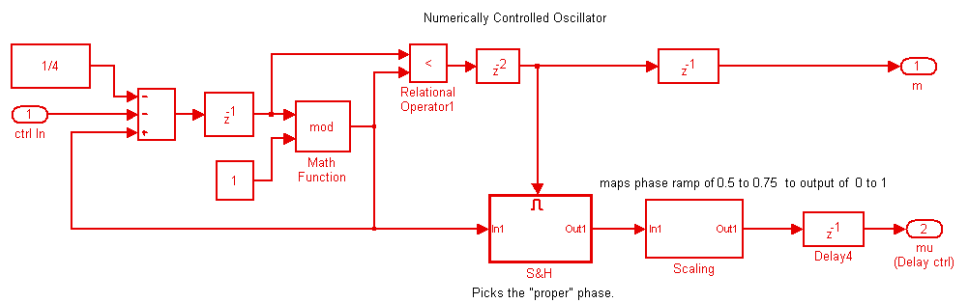 Numerically Controlled Oscillator
1/4
1
ctrl In
-
-
+
z-1
mod
Math
Function
1
<
Relational
Operator1
z-2
z-1
1
m
maps phase ramp of 0.5 to 0.75 to output of 0 to 1
In1
Out1
S&H
Picks the "proper" phase.
In1
Out1
Scaling
z-1
Delay4
2
mu
(Delay ctrl)